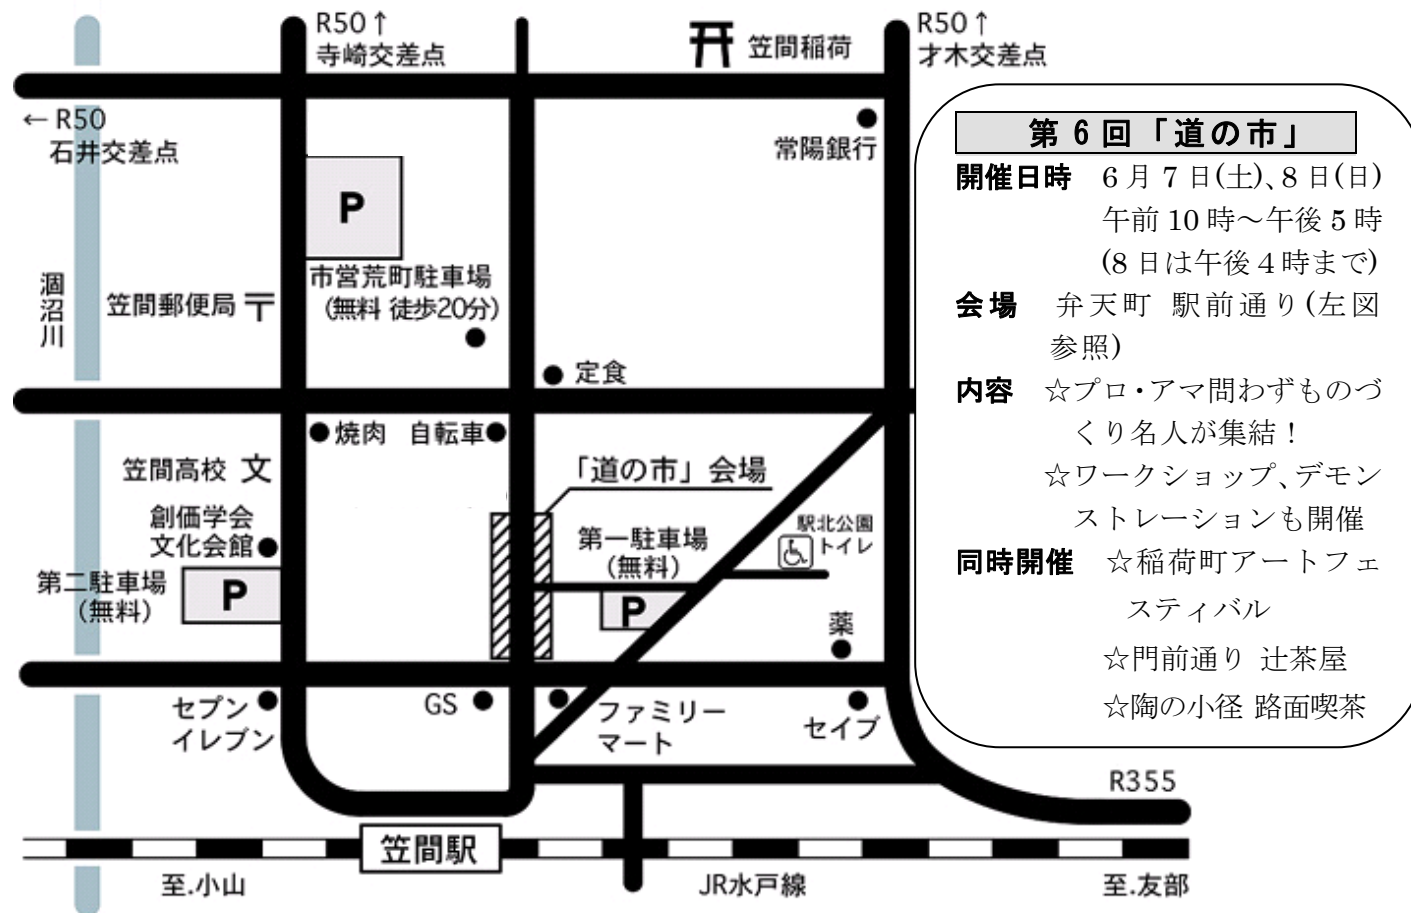 R50↑
寺崎交差点
笠間稲荷
R50↑
才木交差点
←R50
石井交差点
常陽銀行
P
市営荒町駐車場
(無料 徒歩20分)
涸沼川
笠間郵便局 〒
定食
焼肉
自転車
笠間高校 文
「道の市」会場
創価学会
文化会館
第一駐車場
(無料)
駅北公園
トイレ
第二駐車場
(無料)
P
P
薬
セブン
イレブン
GS
ファミリー
マート
セイブ
R355
笠間駅
至.小山
JR水戸線
至.友部
第6回「道の市」
開催日時 6月7日(土)、8日(日)
午前10時～午後5時
(8日は午後4時まで)
会場 弁天町 駅前通り(左図
参照)
内容 ☆プロ・アマ問わずものづ
くり名人が集結！
☆ワークショップ、デモン
ストレーションも開催
同時開催 ☆稲荷町アートフェ
スティバル
☆門前通り 辻茶屋
☆陶の小径 路面喫茶